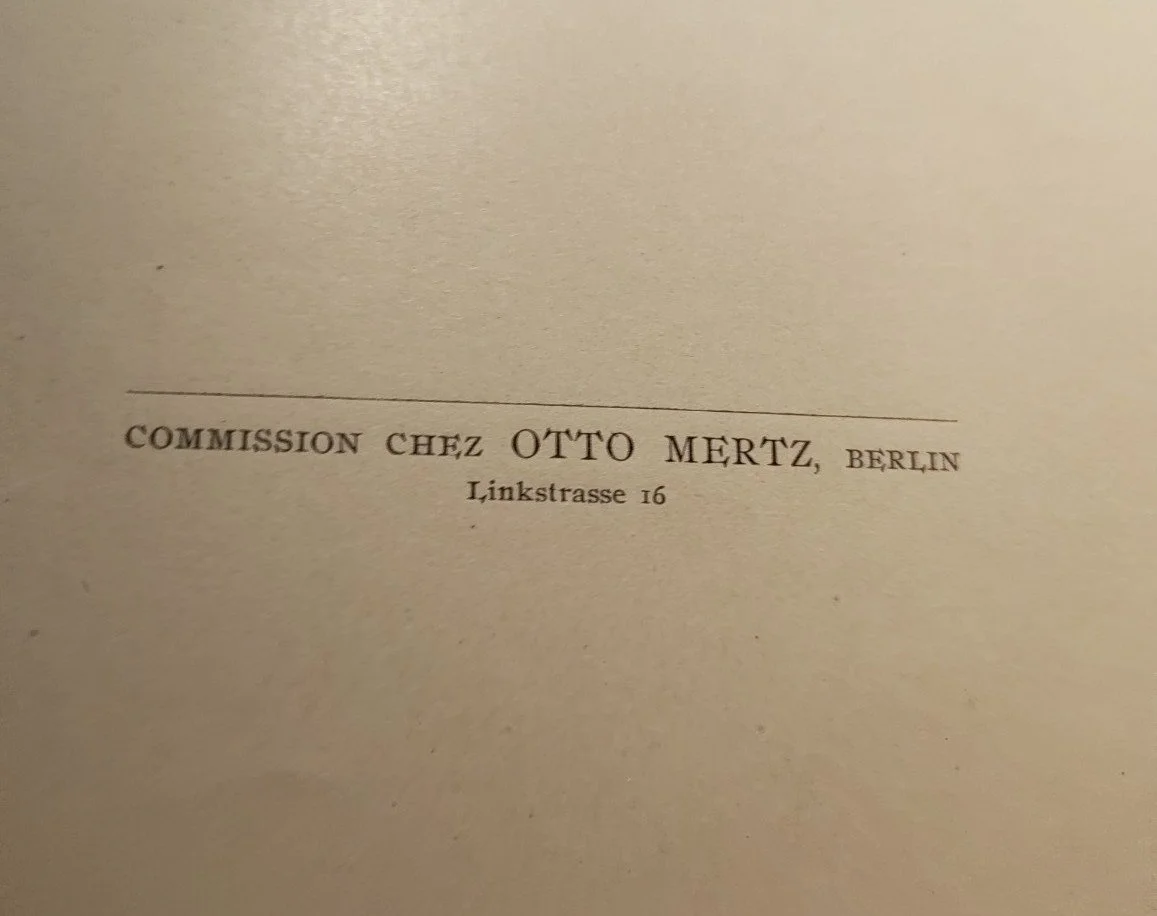 COMMISSION CHEZ OTTO MERTZ, BERLIN
Linkstrasse 16